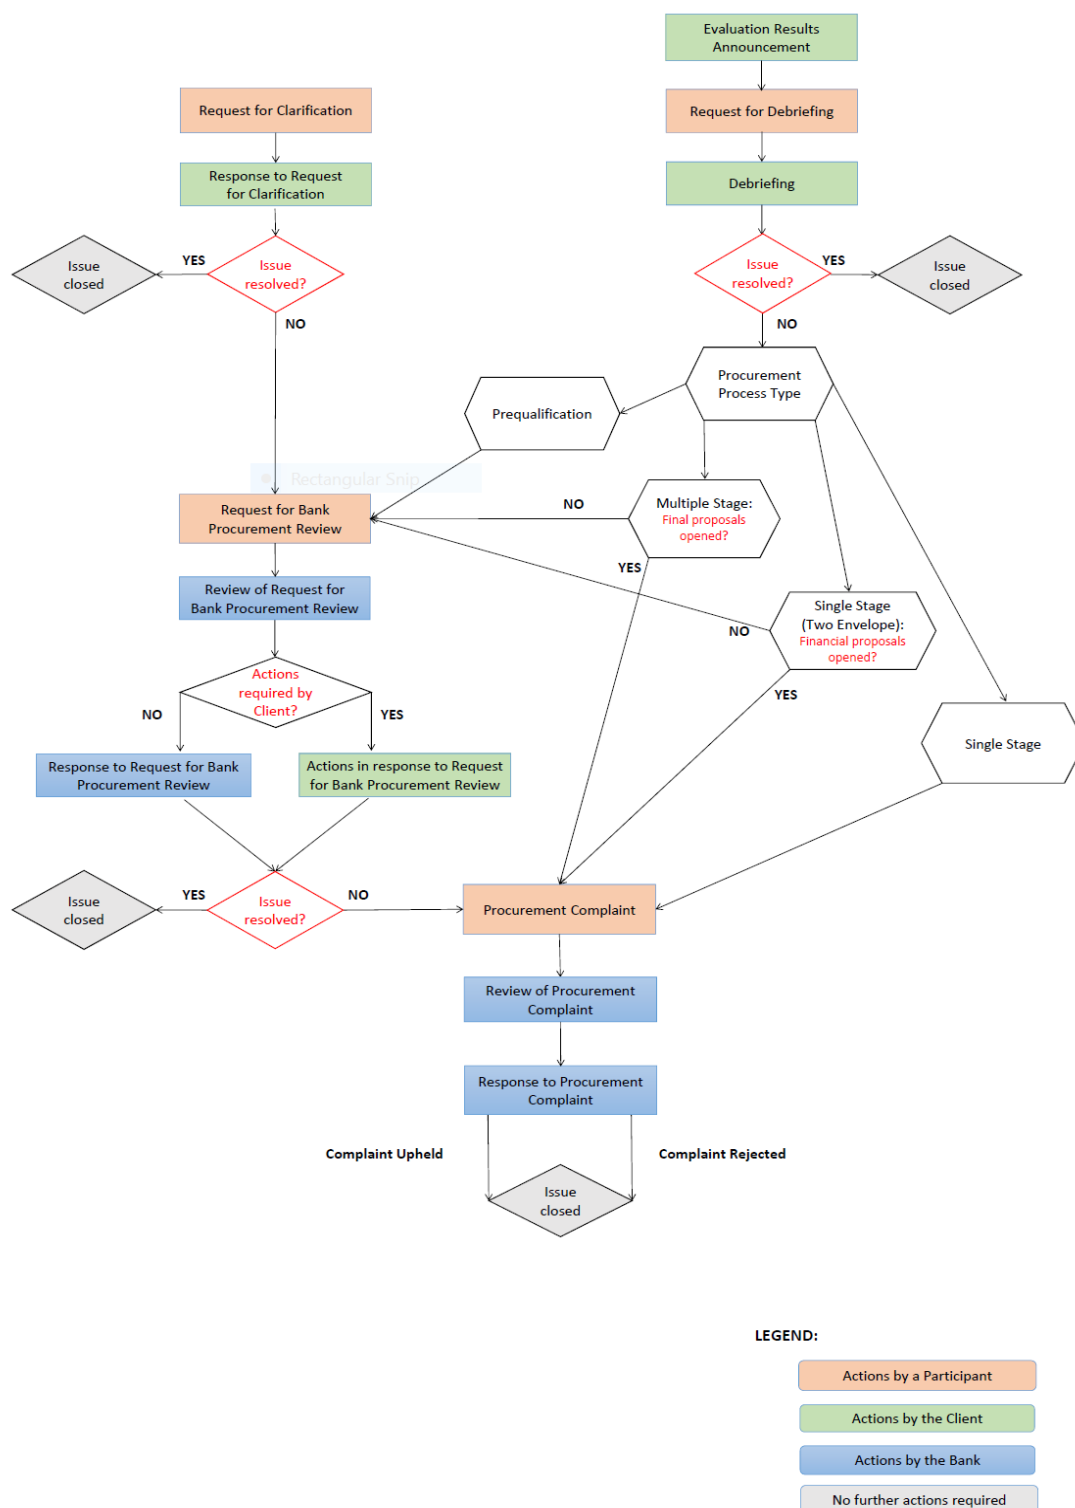 Evaluation Results
Announcement
Request for Clarification
Request for Debriefing
Response to Request
for Clarification
Debriefing
Issue
closed
YES
Issue
resolved?
Issue
resolved?
YES
Issue
closed
NO
NO
Procurement
Process Type
Prequalification
Rectangular Snip
Multiple Stage:
Final proposals
opened?
NO
Request for Bank
Procurement Review
YES
Review of Request for
Bank Procurement Review
Single Stage
(Two Envelope):
Financial proposals
opened?
NO
Actions
required by
Client?
YES
NO
YES
Single Stage
Response to Request for Bank
Procurement Review
Actions in response to Request
for Bank Procurement Review
Issue
closed
YES
Issue
resolved?
NO
Procurement Complaint
Review of Procurement
Complaint
Response to Procurement
Complaint
Complaint Upheld
Complaint Rejected
Issue
closed
LEGEND:
Actions by a Participant
Actions by the Client
Actions by the Bank
No further actions required